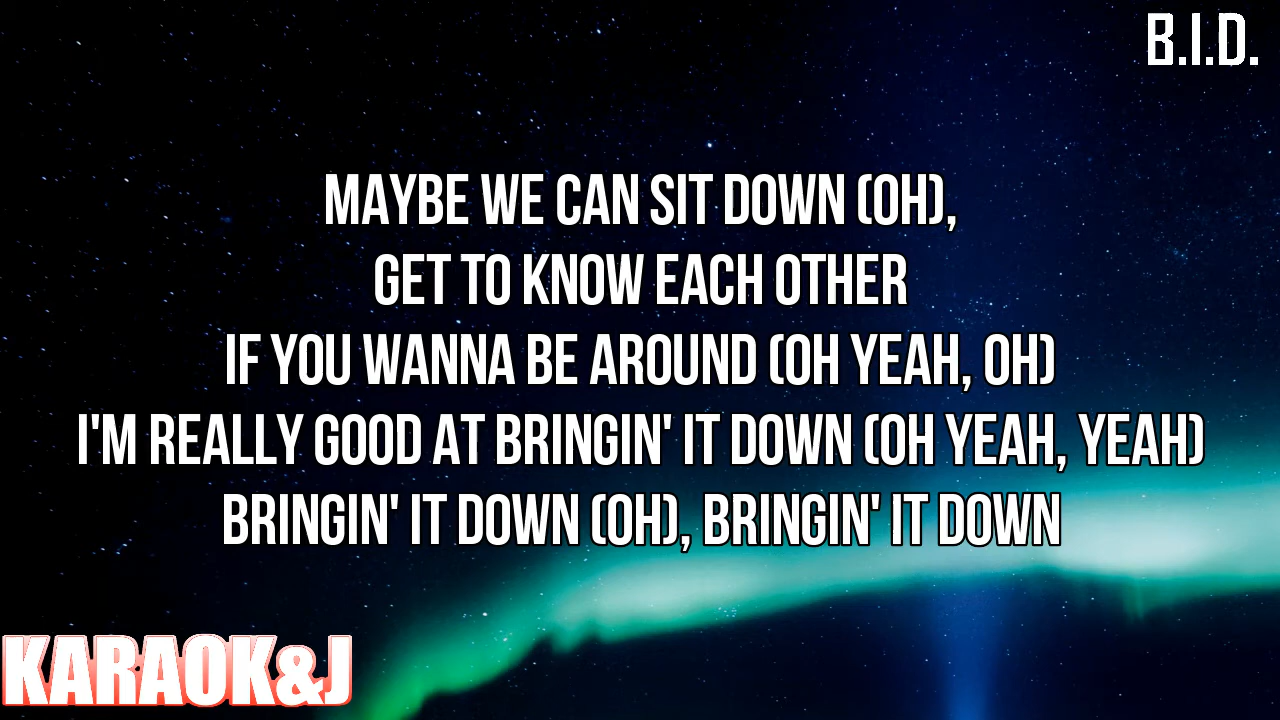 B.I.D.
MAYBE WE CAN SIT DOWN (OH),
GET TO KNOW EACH OTHER
IF YOU WANNA BE AROUND (OH YEAH, OH)
I'M REALLY GOOD AT BRINGIN' IT DOWN (OH YEAH, YEAH)
BRINGIN' IT DOWN (OH), BRINGIN' IT DOWN
KARAOK&J